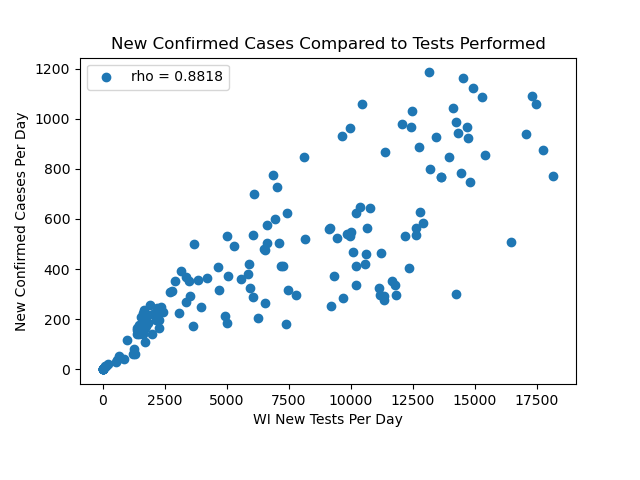 New Confirmed Cases Compared to Tests Performed
rho = 0.8818
1200
1000
800
600
400
200
0
New Confirmed Caeses Per Day
0 2500 5000 7500 10000 12500 15000 17500
WI New Tests Per Day